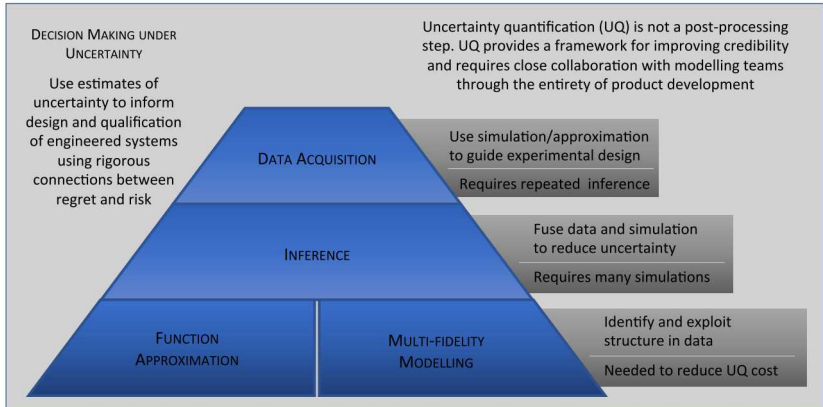 DECISION MAKING UNDER
UNCERTAINTY
Use estimates of
uncertainty to inform
design and qualification
of engineered systems
using rigorous
connections between
regret and risk
Uncertainty quantification (UQ) is not a post-processing
step. UQ provides a framework for improving credibility
and requires close collaboration with modelling teams
through the entirety of product development
DATA ACQUISITION
Use simulation/approximation
to guide experimental design
Requires repeated inference
INFERENCE
Fuse data and simulation
to reduce uncertainty
Requires many simulations
FUNCTION
APPROXIMATION
MULTI-FIDELITY
MODELLING
Identify and exploit
structure in data
Needed to reduce UQ cost